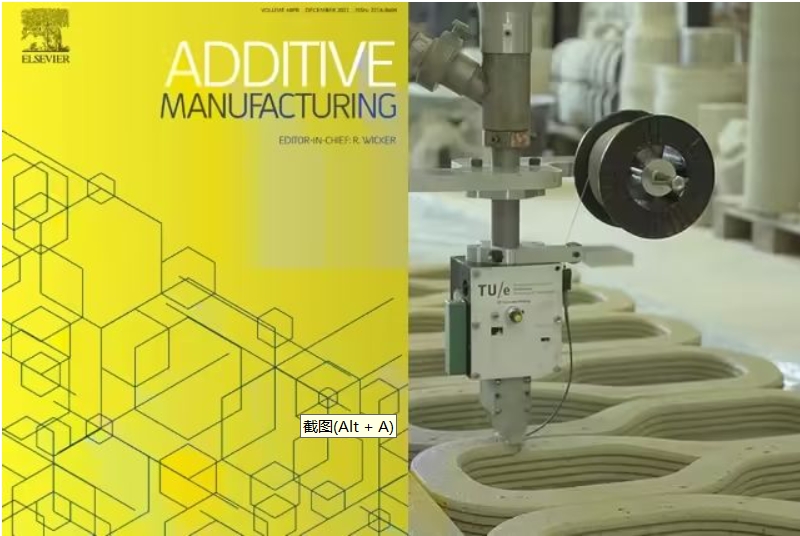 ELSEVIER
ADDITIVE
MANUFACTURING
EDITOR-IN-CHIEF: R. WICKER
截图(Alt + A)
TU/e